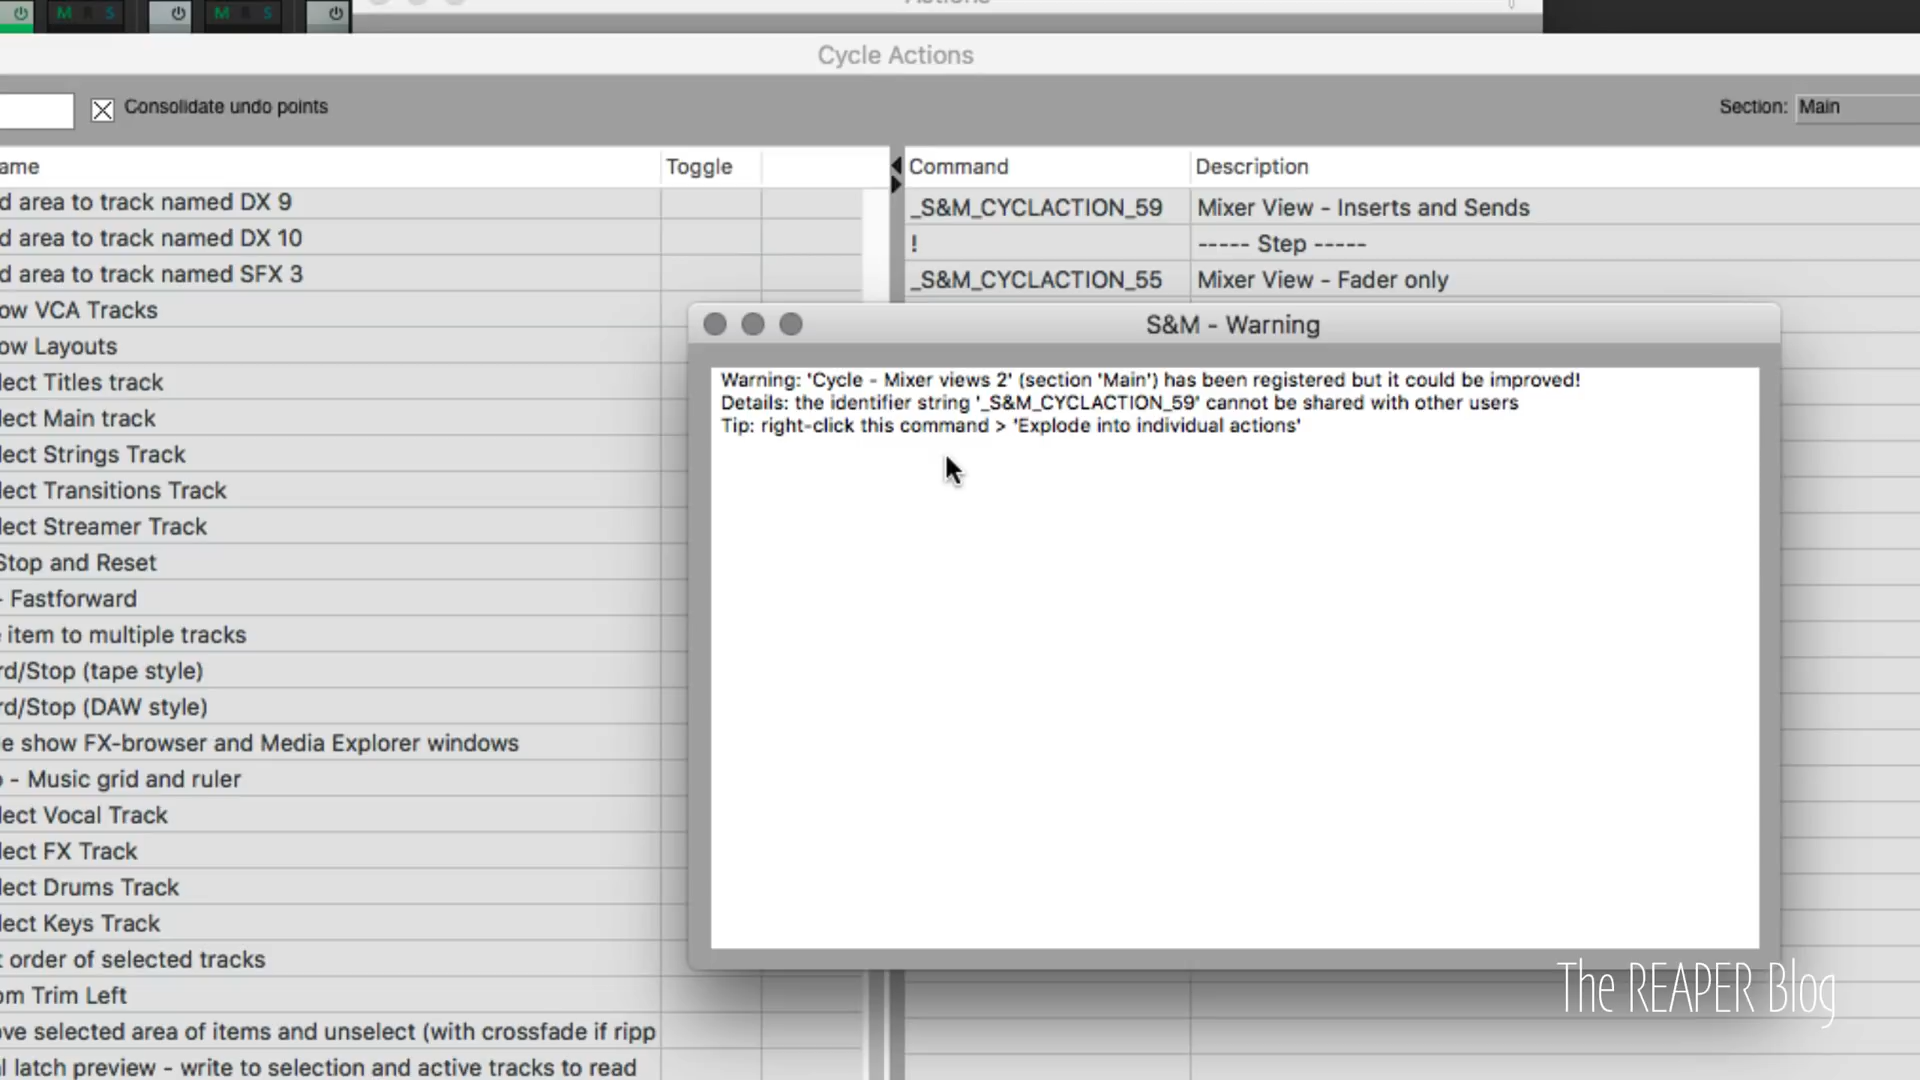 M R S M R S
Cycle Actions
Consolidate undo points
Section: Main
ame Toggle
d area to track named DX 9
d area to track named DX 10
d area to track named SFX 3
ow VCA Tracks
ow Layouts
lect Titles track
lect Main track
lect Strings Track
lect Transitions Track
lect Streamer Track
Stop and Reset
- Fastforward
item to multiple tracks
rd/Stop (tape style)
rd/Stop (DAW style)
e show FX-browser and Media Explorer windows
- Music grid and ruler
lect Vocal Track
lect FX Track
lect Drums Track
lect Keys Track
t order of selected tracks
om Trim Left
ove selected area of items and unselect (with crossfade if ripp
l latch preview - write to selection and active tracks to read
Command Description
_S&M_CYCLACTION_59 Mixer View - Inserts and Sends
! ----- Step -----
_S&M_CYCLACTION_55 Mixer View - Fader only
S&M - Warning
Warning: 'Cycle - Mixer views 2' (section 'Main') has been registered but it could be improved!
Details: the identifier string '_S&M_CYCLACTION_59' cannot be shared with other users
Tip: right-click this command > 'Explode into individual actions'
The REAPER Blog